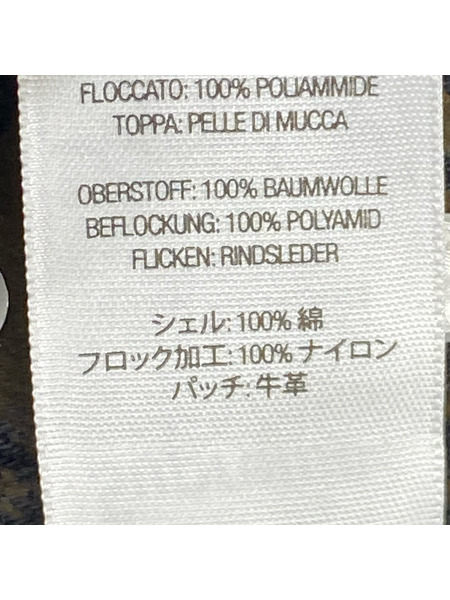 FLOCCATO: 100% POLIAMMIDE
TOPPA: PELLE DI MUCCA
OBERSTOFF: 100% BAUMWOLLE
BEFLOCKUNG: 100% POLYAMID
FLICKEN: RINDSLEDER
シェル: 100% 綿
フロック加工: 100% ナイロン
パッチ: 牛革